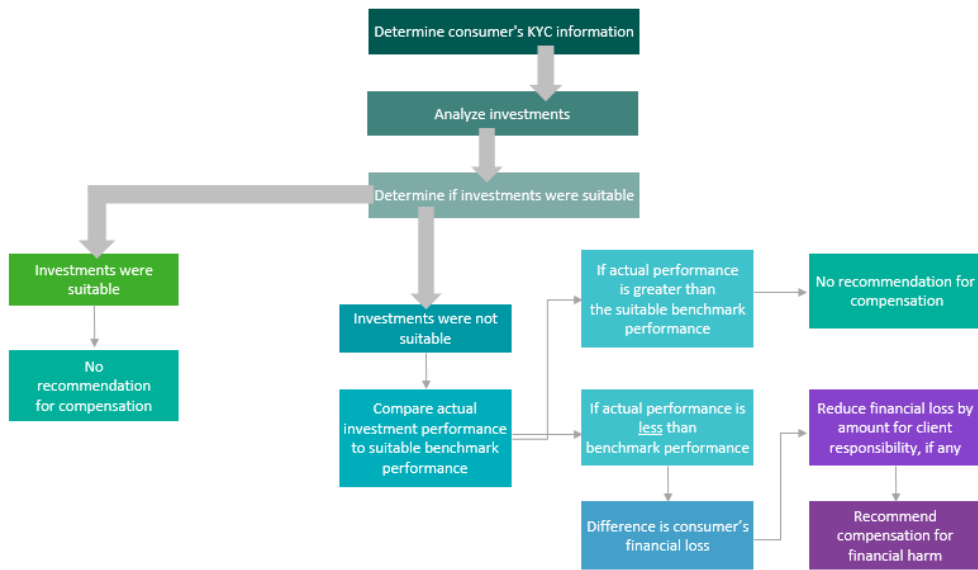 Determine consumer's KYC information
Analyze investments
Determine if investments were suitable
Investments were
suitable
No
recommendation
for compensation
Investments were not
suitable
Compare actual
investment performance
to suitable benchmark
performance
If actual performance
is greater than
the suitable benchmark
performance
No recommendation for
compensation
If actual performance is
less than
benchmark performance
Difference is consumer’s
financial loss
Reduce financial loss by
amount for client
responsibility, if any
Recommend
compensation for
financial harm